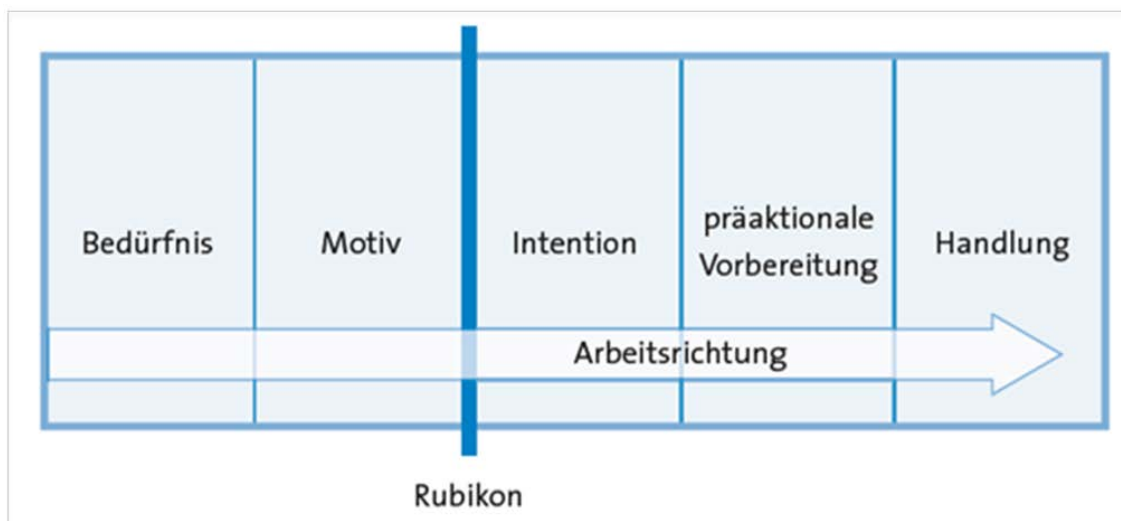 Bedürfnis
Motiv
Intention
präaktionale
Vorbereitung
Handlung
Arbeitsrichtung
Rubikon